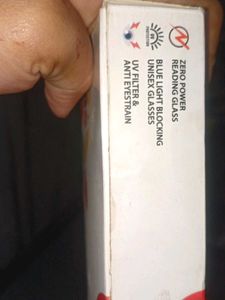 ZERO POWER
READING GLASS
BLUE LIGHT BLOCKING
UNISEX GLASSES
UV FILTER &
ANTI EYESTRAIN